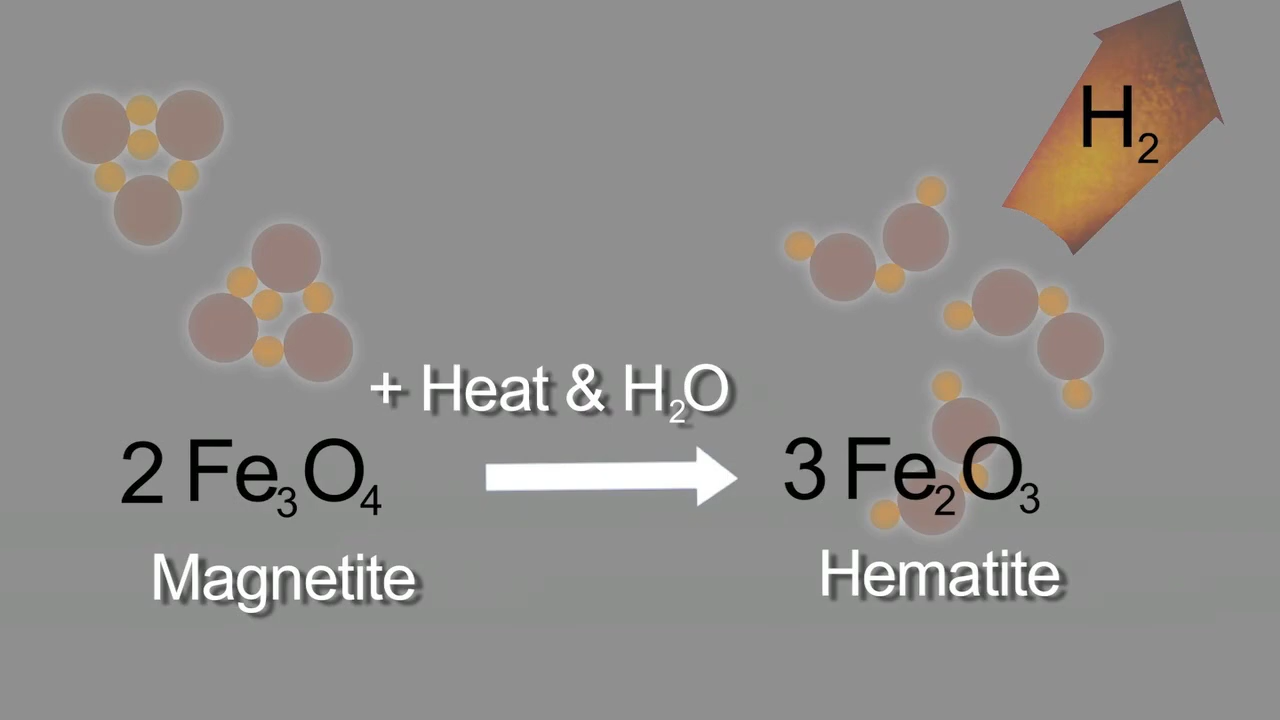 H₂
+ Heat & H₂O
2 Fe₃O₄
3 Fe₂O₃
Magnetite
Hematite